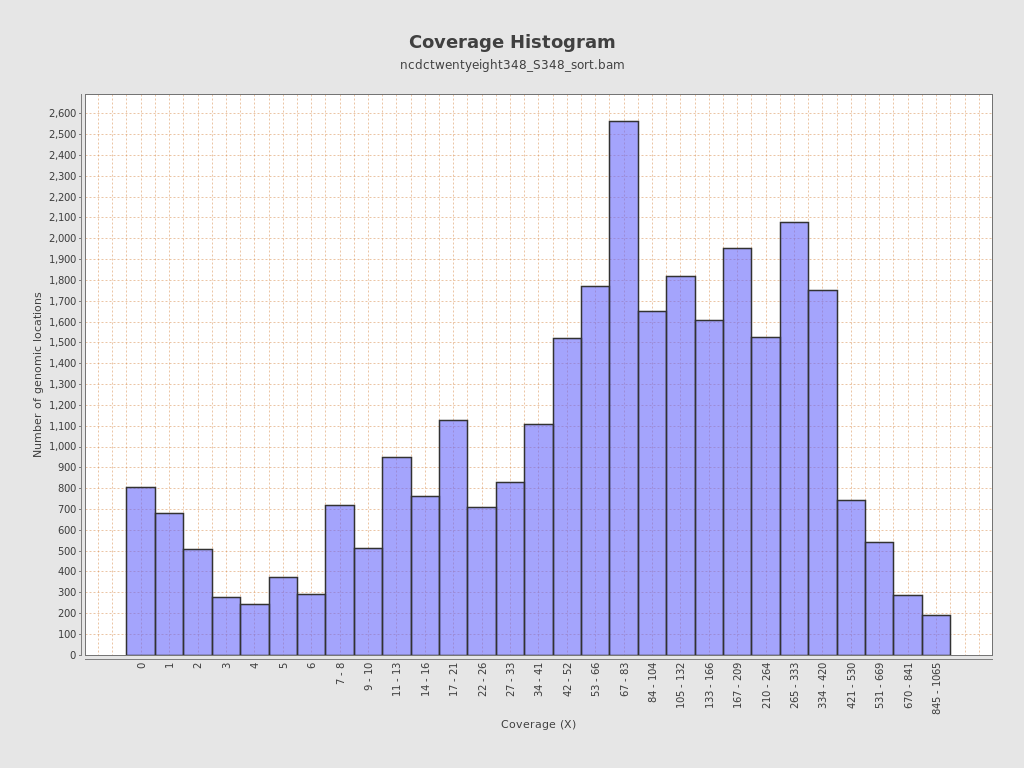 Coverage Histogram
ncdctwentyeight348_S348_sort.bam
Number of genomic locations
2,600
2,500
2,400
2,300
2,200
2,100
2,000
1,900
1,800
1,700
1,600
1,500
1,400
1,300
1,200
1,100
1,000
900
800
700
600
500
400
300
200
100
0
0
1
2
3
4
5
6
7 - 8
9 - 10
11 - 13
14 - 16
17 - 21
22 - 26
27 - 33
34 - 41
42 - 52
53 - 66
67 - 83
84 - 104
105 - 132
133 - 166
167 - 209
210 - 264
265 - 333
334 - 420
421 - 530
531 - 669
670 - 841
845 - 1065
Coverage (X)